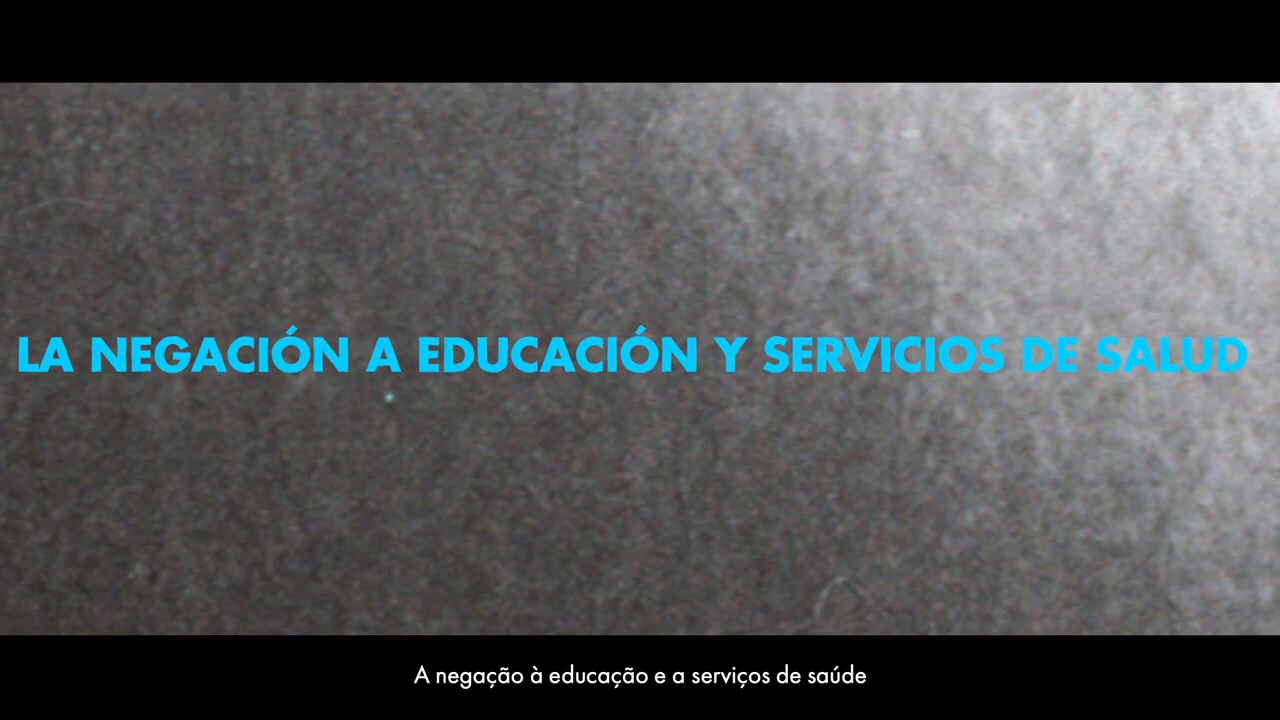 LA NEGACIÓN A EDUCACIÓN Y SERVICIOS DE SALUD
A negação à educação e a serviços de saúde